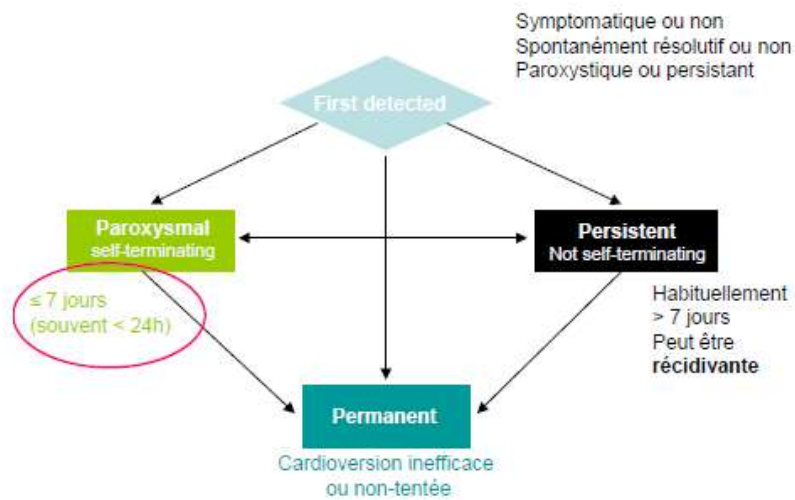 Symptomatique ou non
Spontanément résolutif ou non
Paroxystique ou persistant
First detected
Paroxysmal
self-terminating
Persistent
Not self-terminating
≤ 7 jours
(souvent < 24h)
Habituellement
> 7 jours
Peut être
récidivante
Permanent
Cardioversion inefficace
ou non-tentée